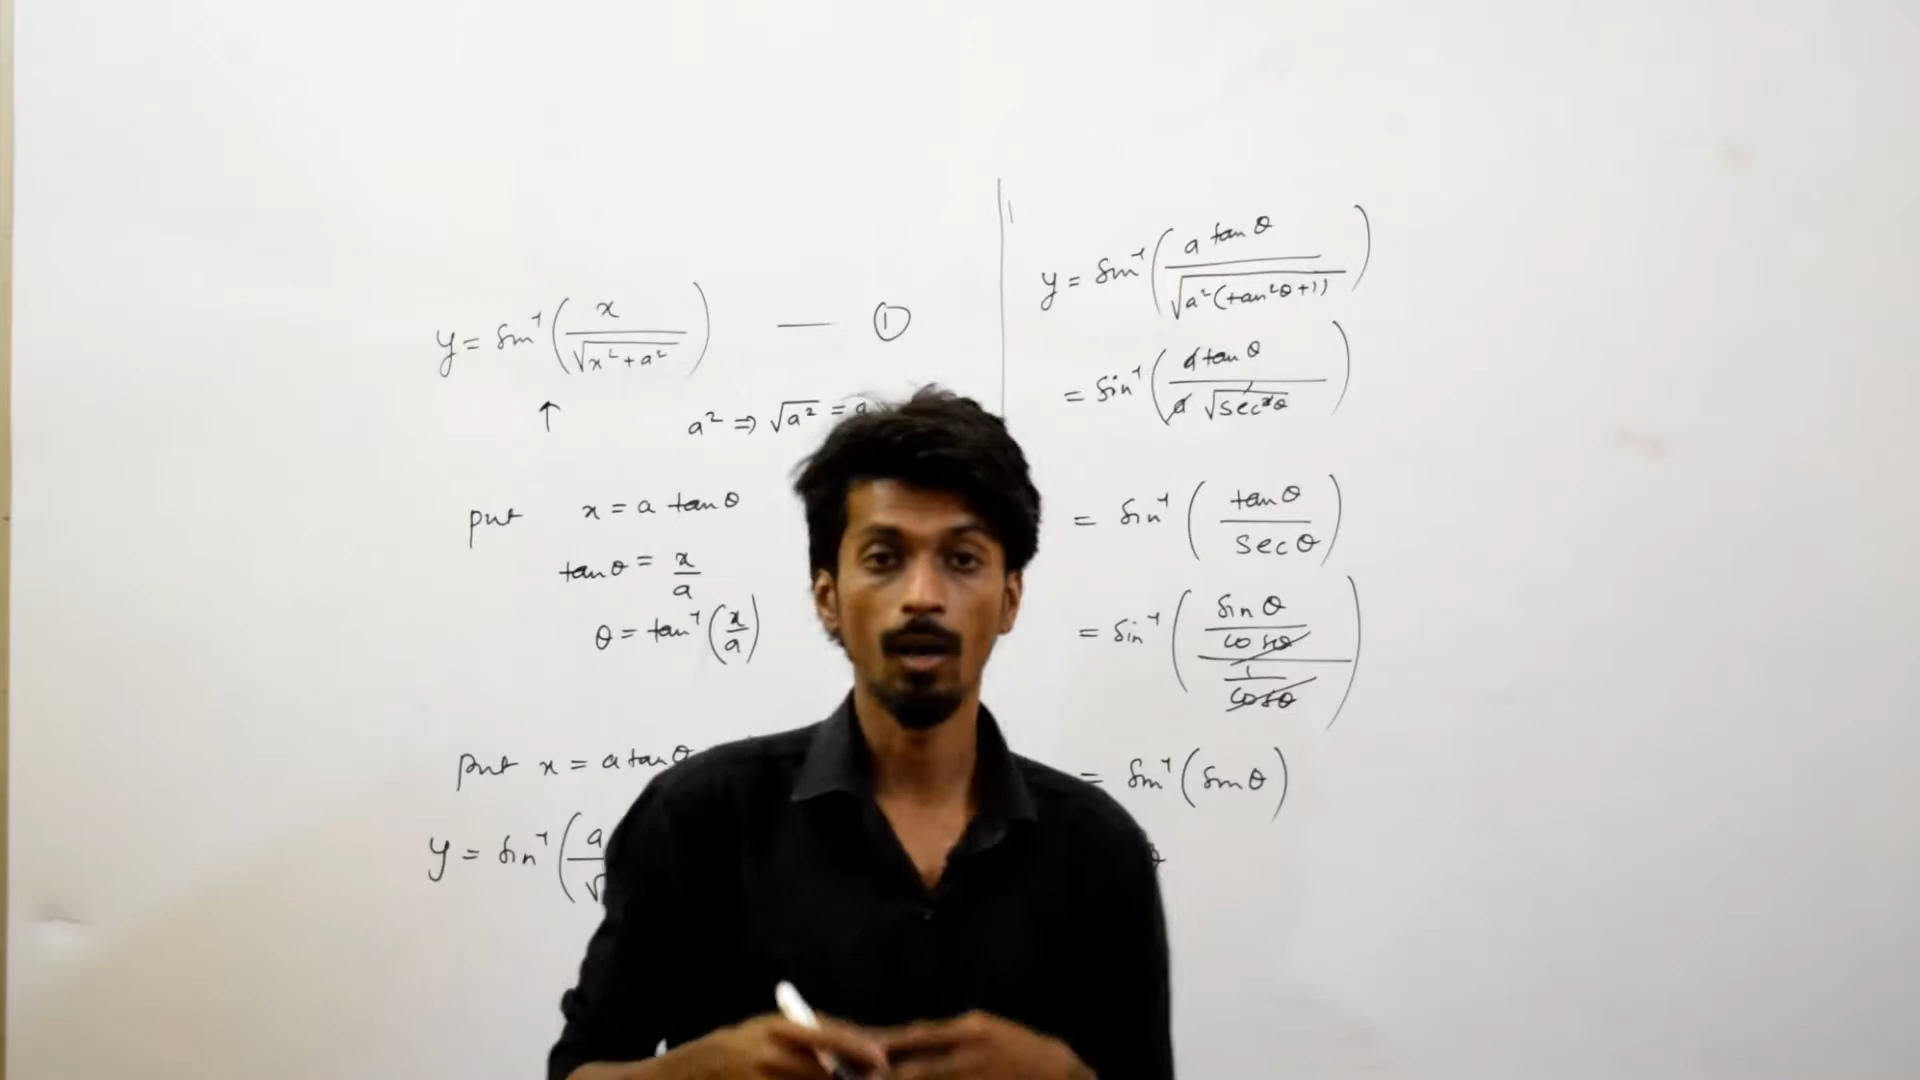 y = sin⁻¹ (x / √x² + a²) — ①
↑
a² ⇒ √a² = a
put x = a tanθ
tanθ = x / a
θ = tan⁻¹ (x / a)
put x = a tanθ
y = sin⁻¹ (a / √
y = sin⁻¹ (a tanθ / √a²(tan²θ+1))
= sin⁻¹ (a tanθ / a √sec²θ)
= sin⁻¹ (tanθ / secθ)
= sin⁻¹ (sinθ / cosθ / 1 / cosθ)
= sin⁻¹ (sinθ)